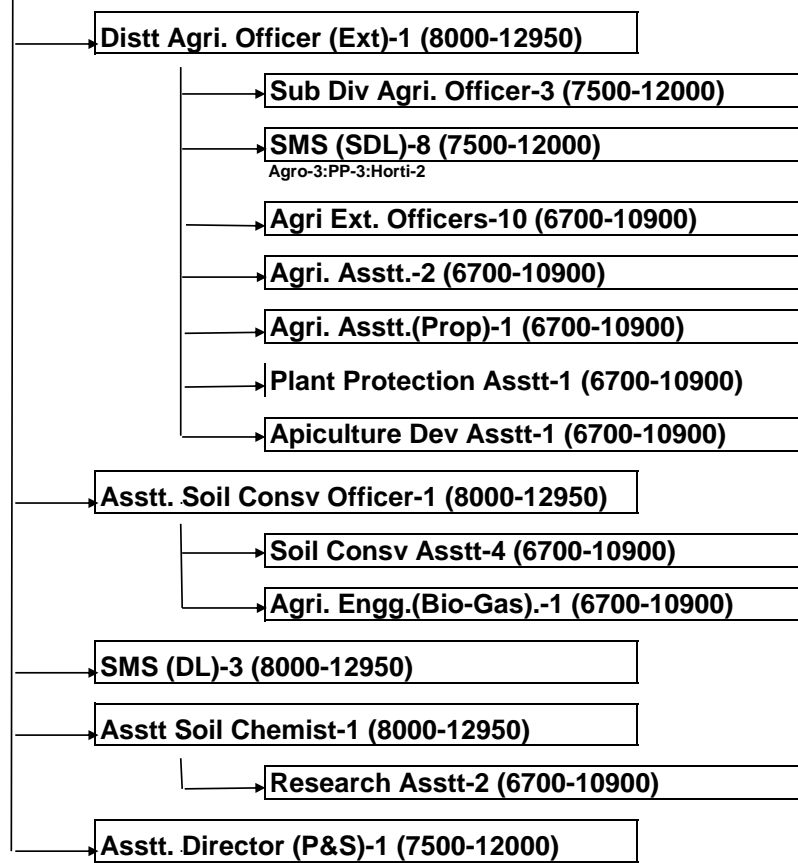 Distt Agri. Officer (Ext)-1 (8000-12950)
Sub Div Agri. Officer-3 (7500-12000)
SMS (SDL)-8 (7500-12000)
Agro-3:PP-3:Horti-2
Agri Ext. Officers-10 (6700-10900)
Agri. Asstt.-2 (6700-10900)
Agri. Asstt.(Prop)-1 (6700-10900)
Plant Protection Asstt-1 (6700-10900)
Apiculture Dev Asstt-1 (6700-10900)
Asstt. Soil Consv Officer-1 (8000-12950)
Soil Consv Asstt-4 (6700-10900)
Agri. Engg.(Bio-Gas).-1 (6700-10900)
SMS (DL)-3 (8000-12950)
Asstt Soil Chemist-1 (8000-12950)
Research Asstt-2 (6700-10900)
Asstt. Director (P&S)-1 (7500-12000)